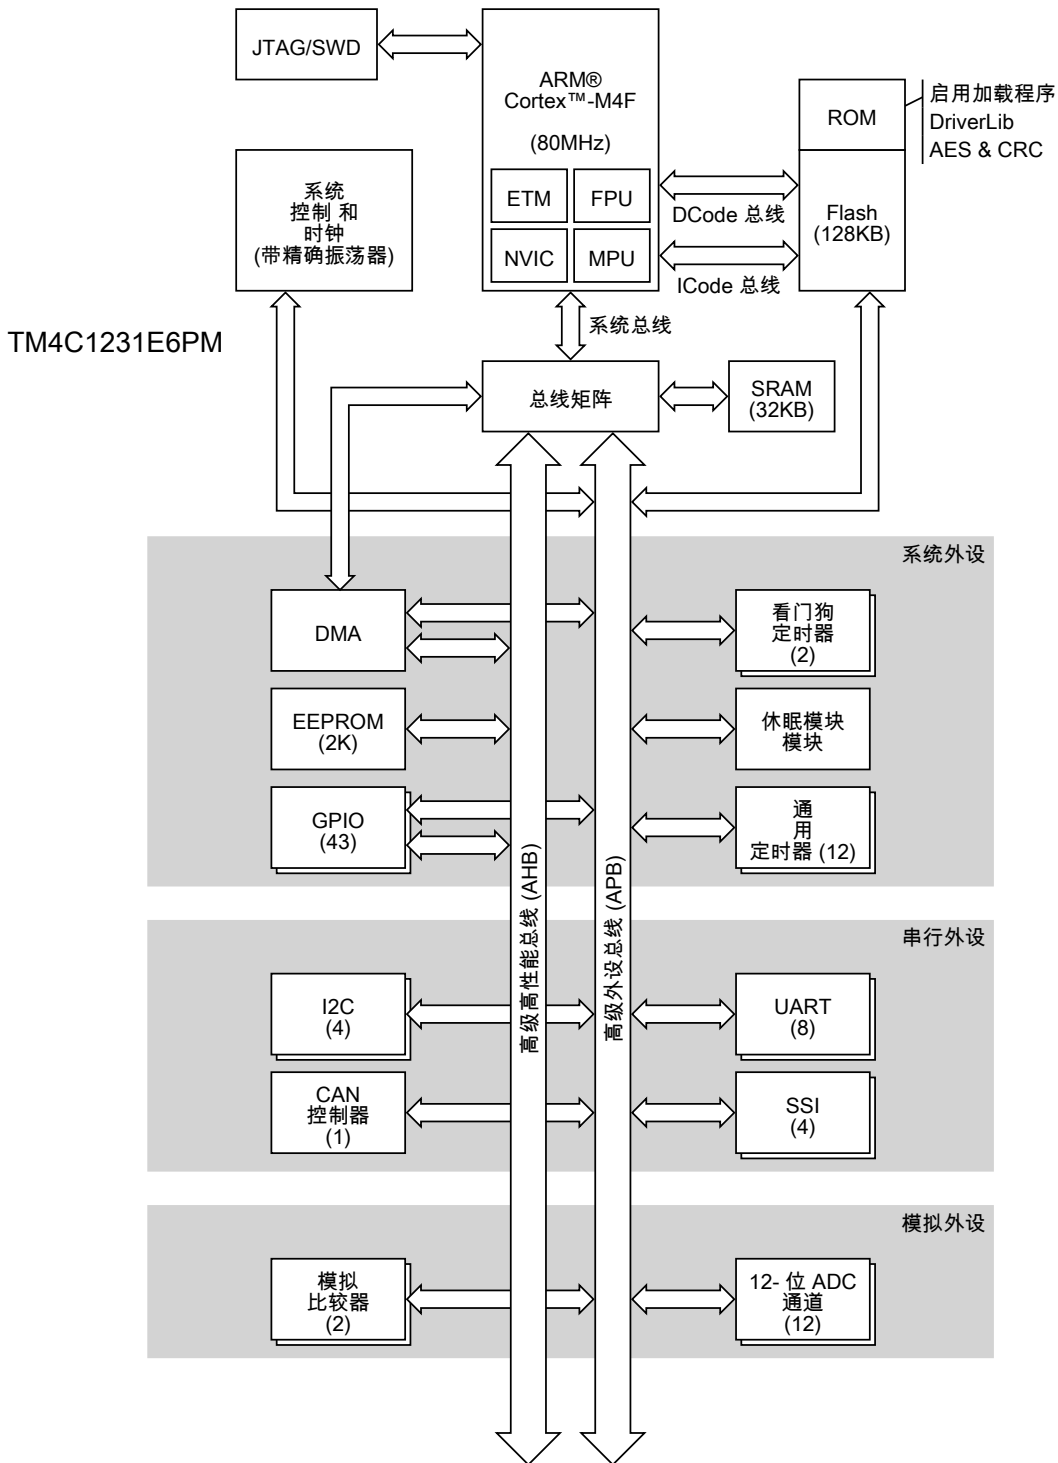 JTAG/SWD
ARM®
Cortex™-M4F
(80MHz)
ETM
FPU
NVIC
MPU
ROM
启用加载程序
DriverLib
AES & CRC
Flash
(128KB)
DCode 总线
ICode 总线
系统
控制 和
时钟
(带精确振荡器)
TM4C1231E6PM
系统总线
总线矩阵
SRAM
(32KB)
系统外设
DMA
看门狗
定时器
(2)
EEPROM
(2K)
休眠模块
模块
GPIO
(43)
通
用
定时器 (12)
高级高性能总线 (AHB)
高级外设总线 (APB)
串行外设
I2C
(4)
UART
(8)
CAN
控制器
(1)
SSI
(4)
模拟外设
模拟
比较器
(2)
12- 位 ADC
通道
(12)